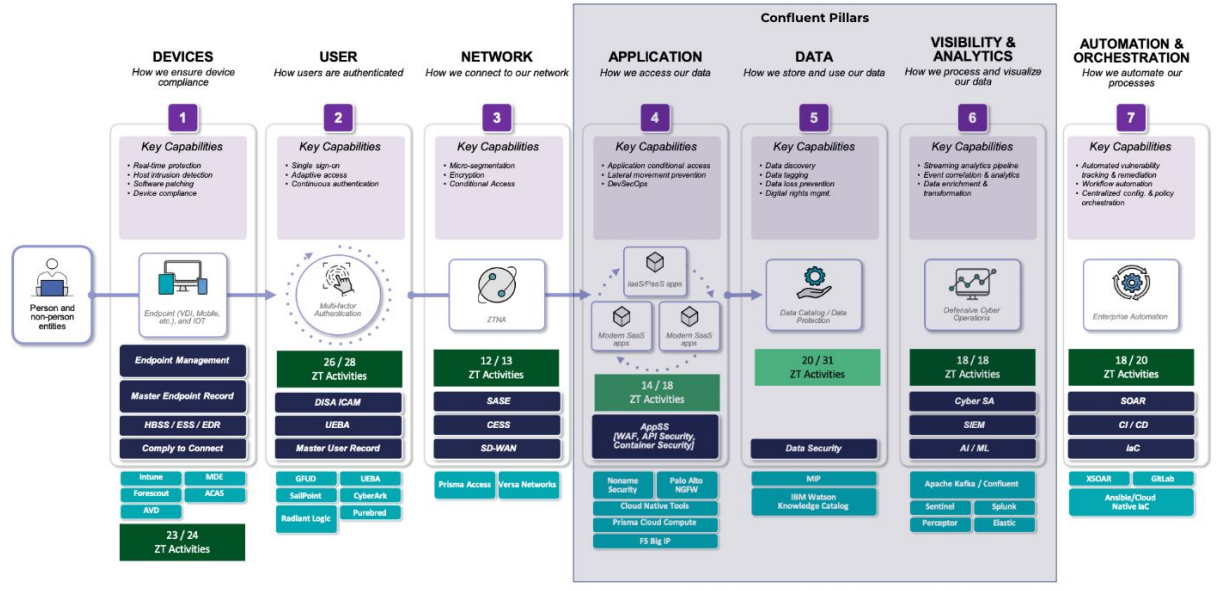 Confluent Pillars
DEVICES
How we ensure device
compliance
1
Key Capabilities
• Real-time protection
• Host intrusion detection
• Software patching
• Device compliance
Person and
non-person
entities
Endpoint (VDI, Mobile,
etc.), and IOT
Endpoint Management
Master Endpoint Record
HBSS / ESS / EDR
Comply to Connect
Intune
MDE
Forescout
ACAS
AVD
23 / 24
ZT Activities
USER
How users are authenticated
2
Key Capabilities
• Single sign-on
• Adaptive access
• Continuous authentication
Multi-factor
Authentication
26 / 28
ZT Activities
DISA ICAM
UEBA
Master User Record
GFUD
UEBA
SailPoint
CyberArk
Radiant Logic
Purebred
NETWORK
How we connect to our network
3
Key Capabilities
• Micro-segmentation
• Encryption
• Conditional Access
ZTNA
12 / 13
ZT Activities
SASE
CESS
SD-WAN
Prisma Access
Versa Networks
APPLICATION
How we access our data
4
Key Capabilities
• Application conditional access
• Lateral movement prevention
• DevSecOps
IaaS/PaaS apps
Modern SaaS
apps
Modern SaaS
apps
14 / 18
ZT Activities
AppSS
[WAF, API Security,
Container Security]
Noname
Security
Palo Alto
NGFW
Cloud Native Tools
Prisma Cloud Compute
F5 Big IP
DATA
How we store and use our data
5
Key Capabilities
• Data discovery
• Data tagging
• Data loss prevention
• Digital rights mgmt.
Data Catalog / Data
Protection
20 / 31
ZT Activities
Data Security
MIP
IBM Watson
Knowledge Catalog
VISIBILITY &
ANALYTICS
How we process and visualize
our data
6
Key Capabilities
• Streaming analytics pipeline
• Event correlation & analytics
• Data enrichment &
transformation
Defensive Cyber
Operations
18 / 18
ZT Activities
Cyber SA
SIEM
AI / ML
Apache Kafka / Confluent
Sentinel
Splunk
Perceptor
Elastic
AUTOMATION &
ORCHESTRATION
How we automate our
processes
7
Key Capabilities
• Automated vulnerability
tracking & remediation
• Workflow automation
• Centralized config. & policy
orchestration
Enterprise Automation
18 / 20
ZT Activities
SOAR
CI / CD
IaC
XSOAR
GitLab
Ansible/Cloud
Native IaC